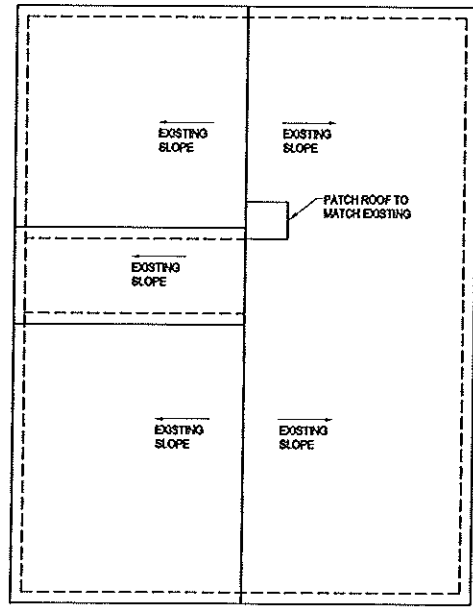 EXISTING
SLOPE
EXISTING
SLOPE
PATCH ROOF TO
MATCH EXISTING
EXISTING
SLOPE
EXISTING
SLOPE
EXISTING
SLOPE